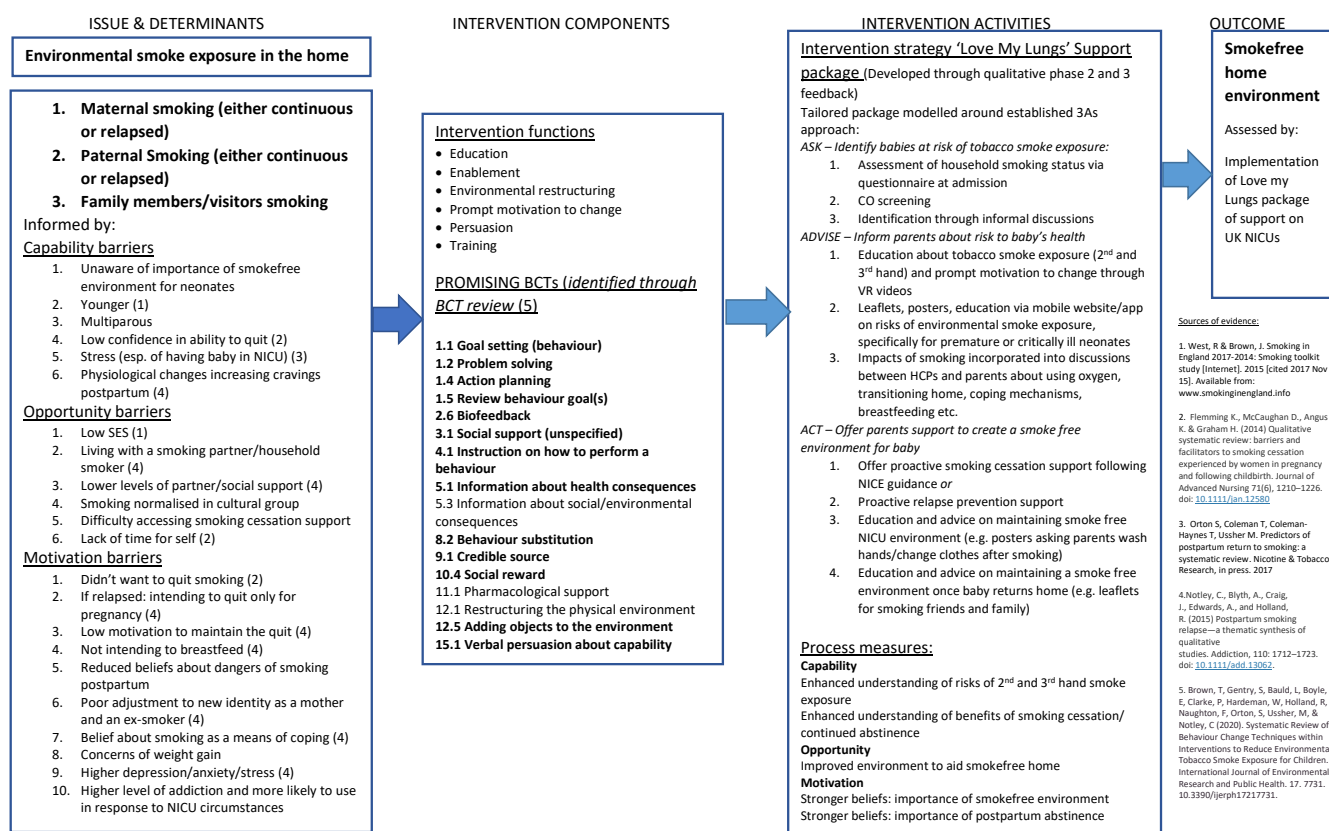 ISSUE & DETERMINANTS
Environmental smoke exposure in the home
1. Maternal smoking (either continuous
or relapsed)
2. Paternal Smoking (either continuous
or relapsed)
3. Family members/visitors smoking
Informed by:
Capability barriers
1. Unaware of importance of smokefree
environment for neonates
2. Younger (1)
3. Multiparous
4. Low confidence in ability to quit (2)
5. Stress (esp. of having baby in NICU) (3)
6. Physiological changes increasing cravings
postpartum (4)
Opportunity barriers
1. Low SES (1)
2. Living with a smoking partner/household
smoker (4)
3. Lower levels of partner/social support (4)
4. Smoking normalised in cultural group
5. Difficulty accessing smoking cessation support
6. Lack of time for self (2)
Motivation barriers
1. Didn't want to quit smoking (2)
2. If relapsed: intending to quit only for
pregnancy (4)
3. Low motivation to maintain the quit (4)
4. Not intending to breastfeed (4)
5. Reduced beliefs about dangers of smoking
postpartum
6. Poor adjustment to new identity as a mother
and an ex-smoker (4)
7. Belief about smoking as a means of coping (4)
8. Concerns of weight gain
9. Higher depression/anxiety/stress (4)
10. Higher level of addiction and more likely to use
in response to NICU circumstances
INTERVENTION COMPONENTS
Intervention functions
• Education
• Enablement
• Environmental restructuring
• Prompt motivation to change
• Persuasion
• Training
PROMISING BCTs (identified through
BCT review (5)
1.1 Goal setting (behaviour)
1.2 Problem solving
1.4 Action planning
1.5 Review behaviour goal(s)
2.6 Biofeedback
3.1 Social support (unspecified)
4.1 Instruction on how to perform a
behaviour
5.1 Information about health consequences
5.3 Information about social/environmental
consequences
8.2 Behaviour substitution
9.1 Credible source
10.4 Social reward
11.1 Pharmacological support
12.1 Restructuring the physical environment
12.5 Adding objects to the environment
15.1 Verbal persuasion about capability
INTERVENTION ACTIVITIES
Intervention strategy 'Love My Lungs' Support
package (Developed through qualitative phase 2 and 3
feedback)
Tailored package modelled around established 3As
approach:
ASK – Identify babies at risk of tobacco smoke exposure:
1. Assessment of household smoking status via
questionnaire at admission
2. CO screening
3. Identification through informal discussions
ADVISE – Inform parents about risk to baby's health
1. Education about tobacco smoke exposure (2nd and
3rd hand) and prompt motivation to change through
VR videos
2. Leaflets, posters, education via mobile website/app
on risks of environmental smoke exposure,
specifically for premature or critically ill neonates
3. Impacts of smoking incorporated into discussions
between HCPs and parents about using oxygen,
transitioning home, coping mechanisms,
breastfeeding etc.
ACT – Offer parents support to create a smoke free
environment for baby
1. Offer proactive smoking cessation support following
NICE guidance or
2. Proactive relapse prevention support
3. Education and advice on maintaining smoke free
NICU environment (e.g. posters asking parents wash
hands/change clothes after smoking)
4. Education and advice on maintaining a smoke free
environment once baby returns home (e.g. leaflets
for smoking friends and family)
Process measures:
Capability
Enhanced understanding of risks of 2nd and 3rd hand smoke
exposure
Enhanced understanding of benefits of smoking cessation/
continued abstinence
Opportunity
Improved environment to aid smokefree home
Motivation
Stronger beliefs: importance of smokefree environment
Stronger beliefs: importance of postpartum abstinence
OUTCOME
Smokefree
home
environment
Assessed by:
Implementation
of Love my
Lungs package
of support on
UK NICUs
Sources of evidence:
1. West, R & Brown, J. Smoking in
England 2017-2014: Smoking toolkit
study [Internet]. 2015 [cited 2017 Nov
15]. Available from:
www.smokinginengland.info
2. Flemming K., McCaughan D., Angus
K. & Graham H. (2014) Qualitative
systematic review: barriers and
facilitators to smoking cessation
experienced by women in pregnancy
and following childbirth. Journal of
Advanced Nursing 71(6), 1210–1226.
doi: 10.1111/jan.12580
3. Orton S, Coleman T, Coleman-
Haynes T, Ussher M. Predictors of
postpartum return to smoking: a
systematic review. Nicotine & Tobacco
Research, in press. 2017
4.Notley, C., Blyth, A., Craig,
J., Edwards, A., and Holland,
R. (2015) Postpartum smoking
relapse—a thematic synthesis of
qualitative
studies. Addiction, 110: 1712–1723.
doi: 10.1111/add.13062.
5. Brown, T, Gentry, S, Bauld, L, Boyle,
E, Clarke, P, Hardeman, W, Holland, R,
Naughton, F, Orton, S, Ussher, M, &
Notley, C (2020). Systematic Review of
Behaviour Change Techniques within
Interventions to Reduce Environmental
Tobacco Smoke Exposure for Children.
International Journal of Environmental
Research and Public Health. 17. 7731.
10.3390/ijerph17217731.